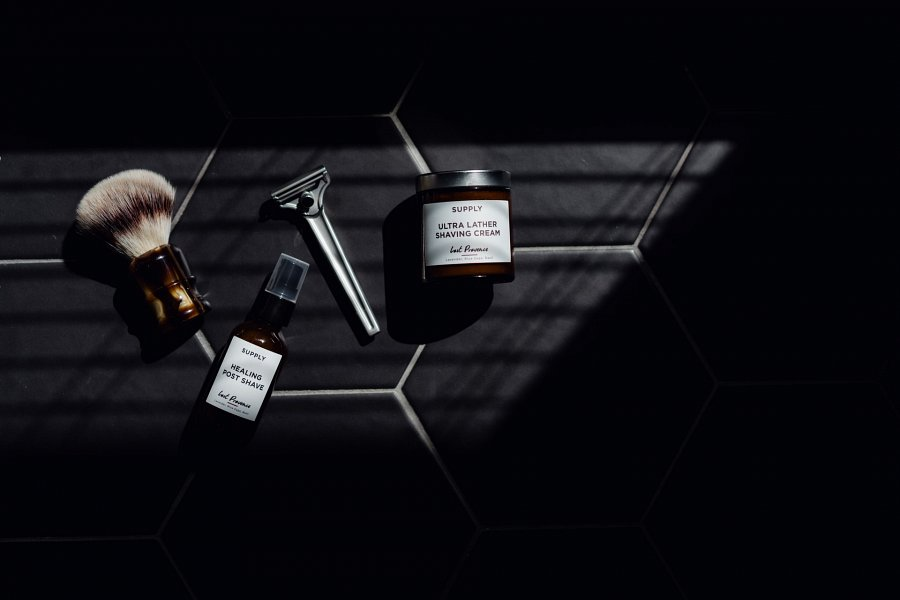 SUPPLY
HEALING
POST SHAVE
Lost Provence
SUPPLY
ULTRA LATHER
SHAVING CREAM
Lost Provence